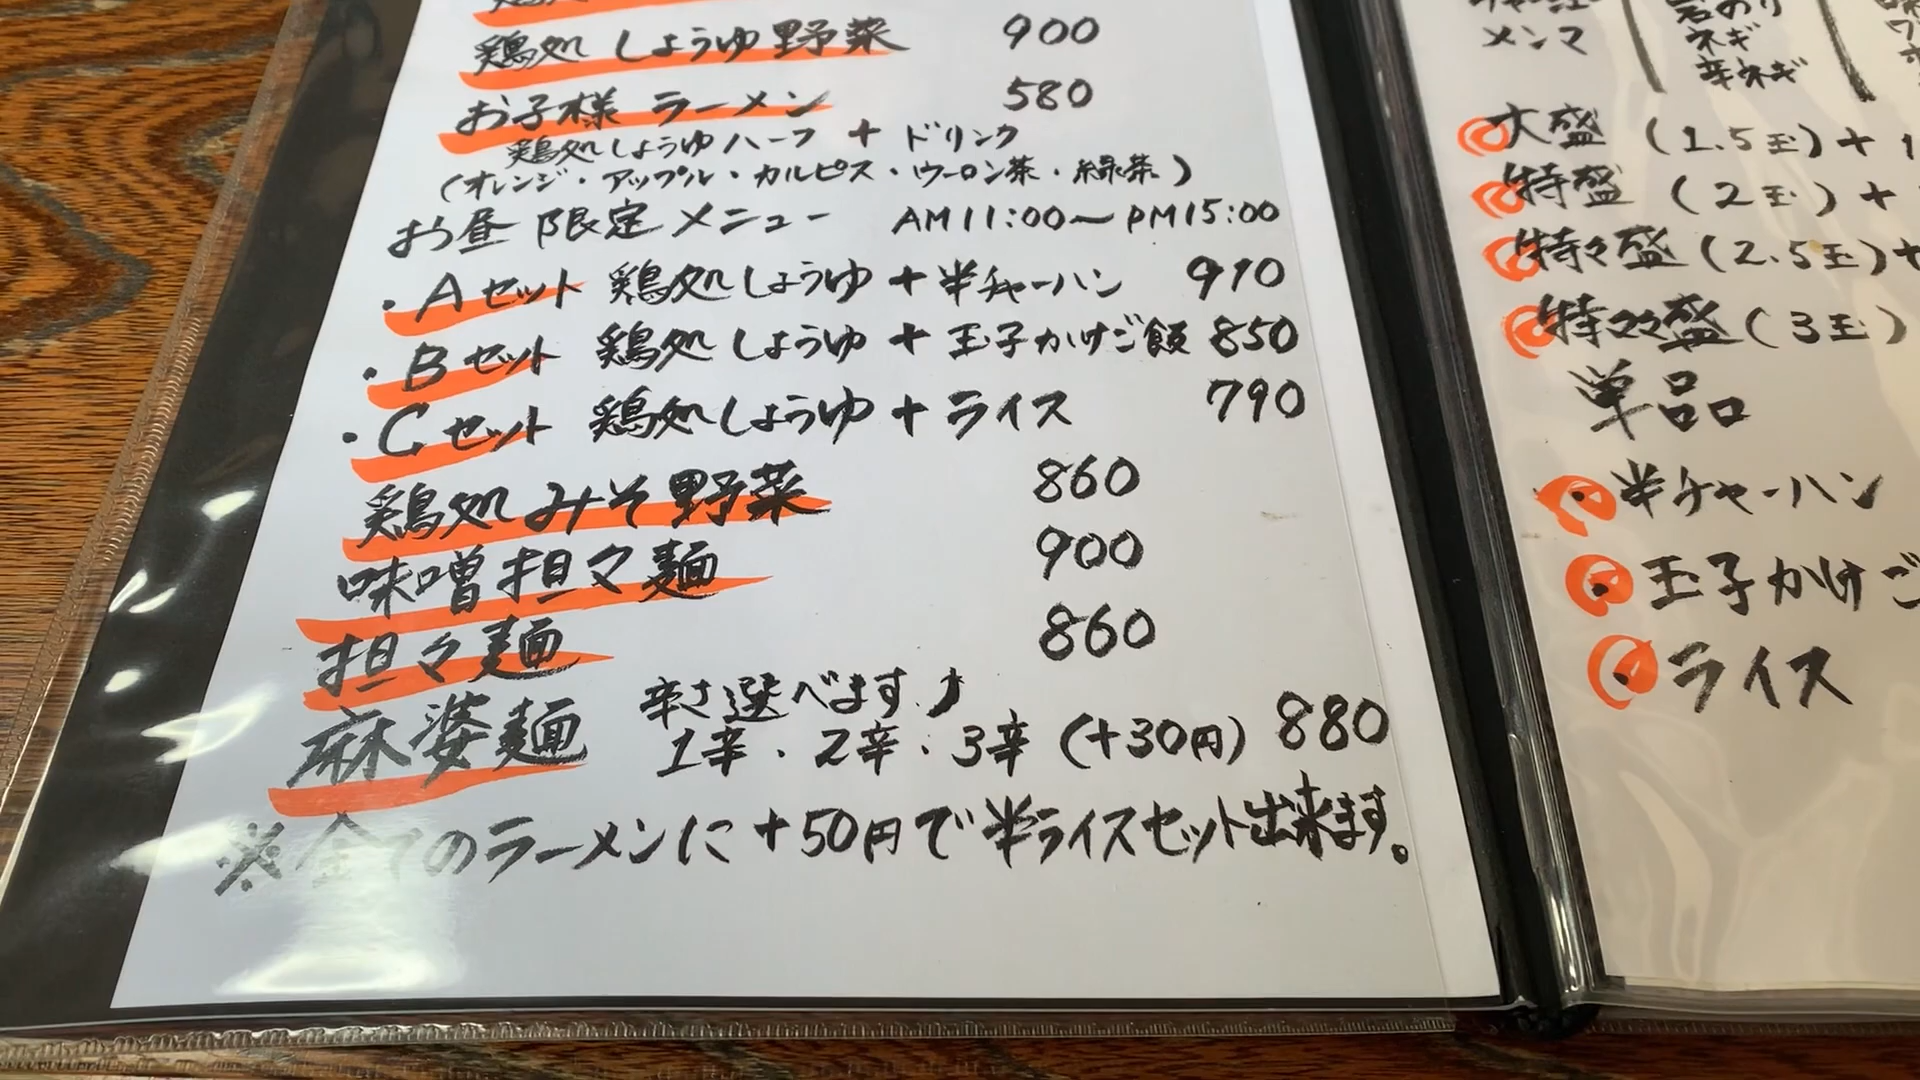 鶏処 しょうゆ野菜 900
お子様 ラーメン 580
鶏処しょうゆハーフ + ドリンク
(オレンジ・アップル・カルピス・ウーロン茶・緑茶)
お昼限定メニュー AM11:00〜PM15:00
・Aセット 鶏処しょうゆ+半チャーハン 910
・Bセット 鶏処しょうゆ+玉子かけご飯 850
・Cセット 鶏処しょうゆ+ライス 790
鶏処みそ野菜 860
味噌担々麺 900
担々麺 860
辛さ選べます♪
麻婆麺 1辛・2辛・3辛(+30円) 880
※全てのラーメンに+50円で半ライスセット出来ます。
メンマ
岩のり
ネギ
辛ネギ
大盛 (1.5玉)+
特盛 (2玉)+
特々盛(2.5玉)+
特々々盛(3玉)
単品
・半チャーハン
・玉子かけご
・ライス